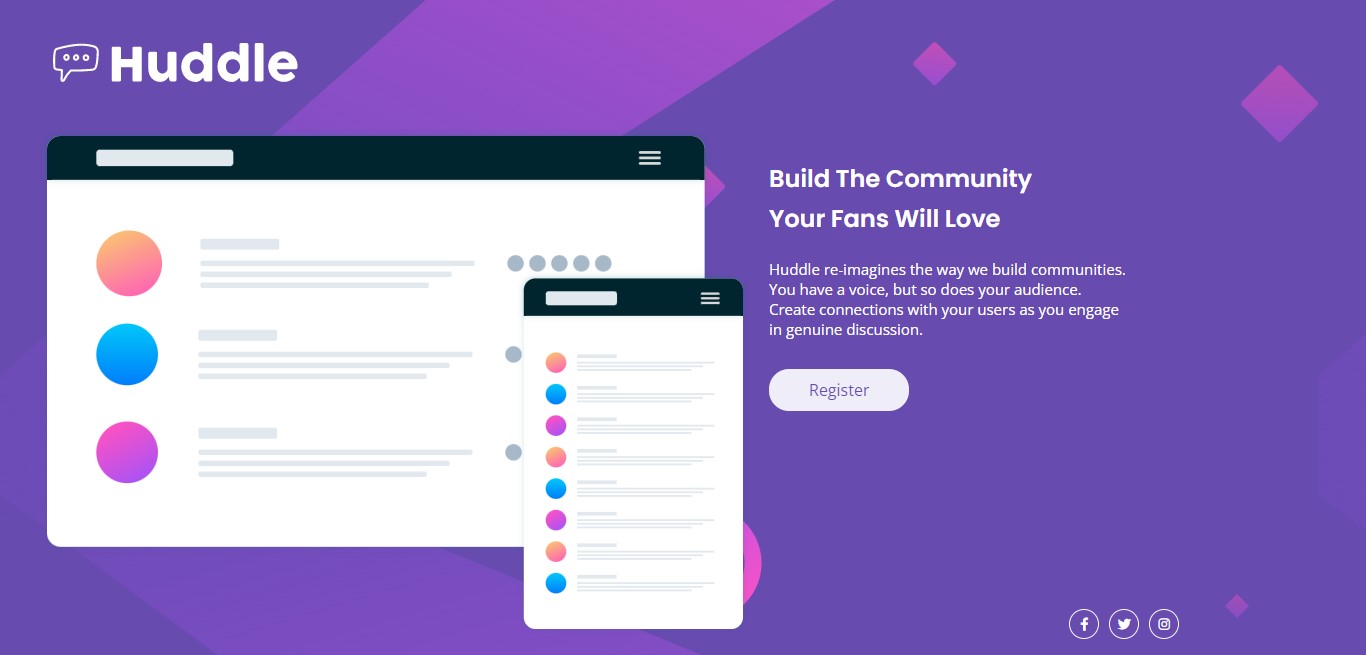 Huddle
Build The Community
Your Fans Will Love
Huddle re-imagines the way we build communities.
You have a voice, but so does your audience.
Create connections with your users as you engage
in genuine discussion.
Register